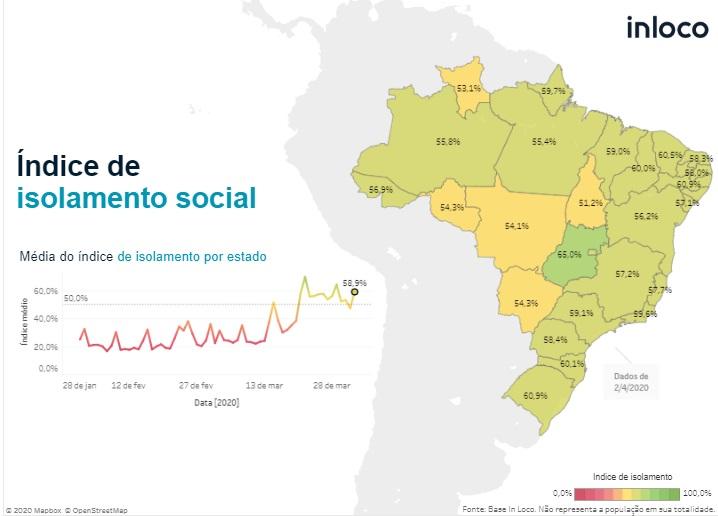 inloco
Índice de
isolamento social
Média do índice de isolamento por estado
Índice médio
60,0%
50,0%
40,0%
20,0%
0,0%
58,9%
28 de jan
12 de fev
27 de fev
13 de mar
28 de mar
Data [2020]
53,1%
59,7%
55,8%
55,4%
59,0%
60,0%
60,5%
58,3%
58,0%
60,9%
57,1%
56,9%
54,3%
54,1%
51,2%
56,2%
65,0%
57,2%
57,7%
54,3%
59,1%
59,6%
58,4%
60,1%
60,9%
Dados de
2/4/2020
Indice de isolamento
0,0%
100,0%
Fonte: Base In Loco. Não representa a população em sua totalidade.
© 2020 Mapbox © OpenStreetMap